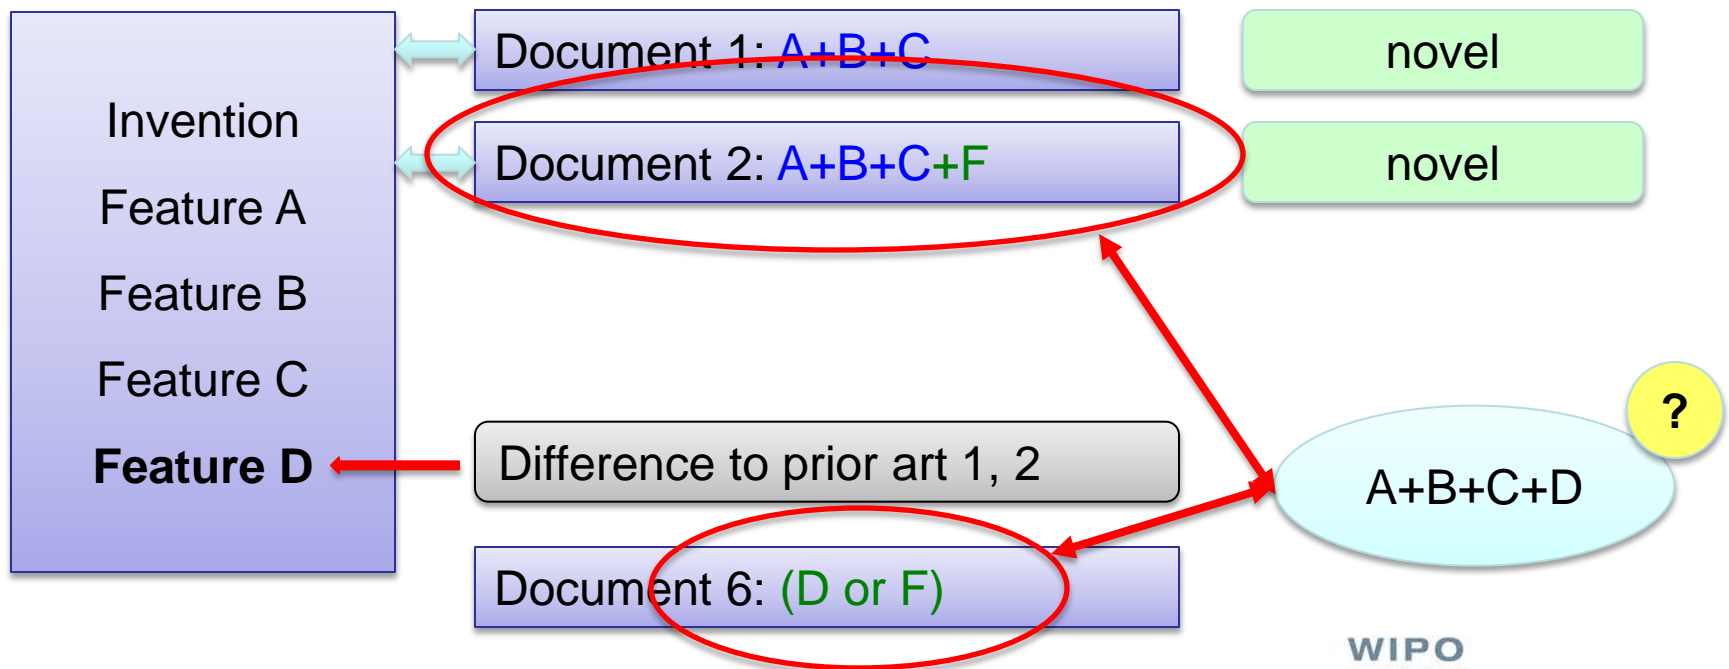 Invention
Feature A
Feature B
Feature C
Feature D
Document 1: A+B+C
novel
Document 2: A+B+C+F
novel
Difference to prior art 1, 2
Document 6: (D or F)
?
A+B+C+D
WIPO